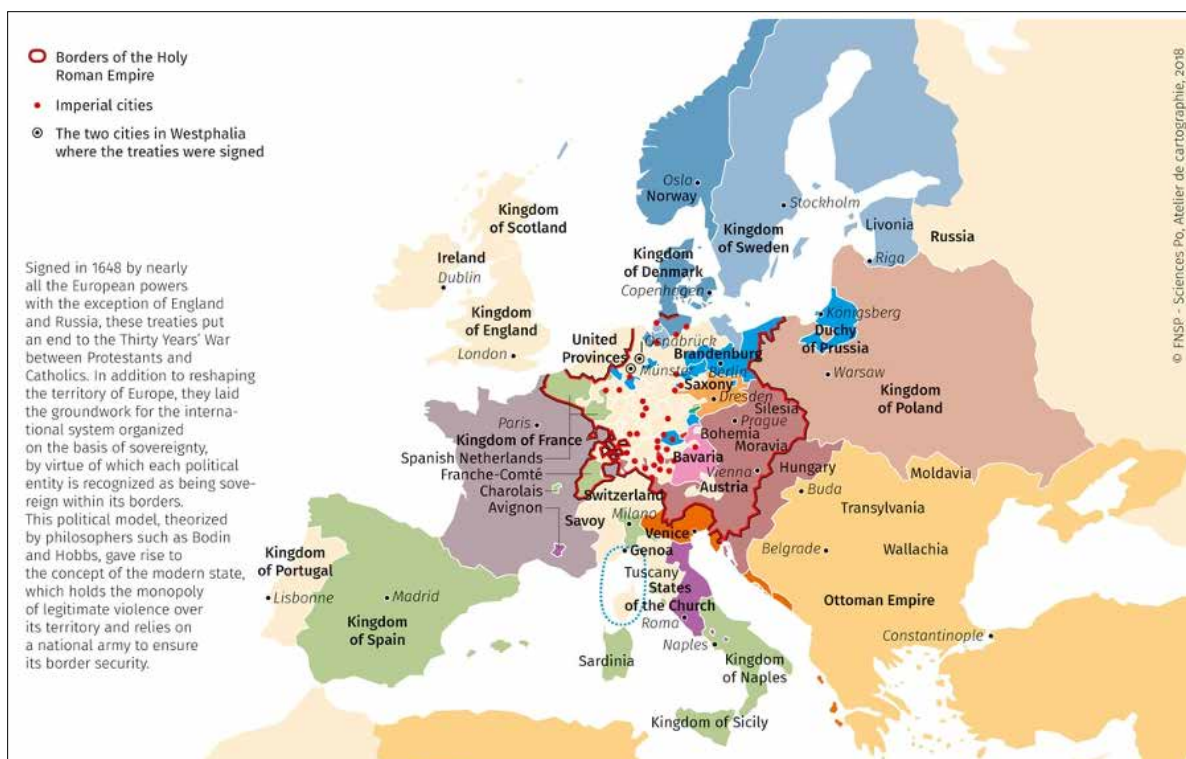 Borders of the Holy
Roman Empire
Imperial cities
The two cities in Westphalia
where the treaties were signed
Signed in 1648 by nearly
all the European powers
with the exception of England
and Russia, these treaties put
an end to the Thirty Years' War
between Protestants and
Catholics. In addition to reshaping
the territory of Europe, they laid
the groundwork for the interna-
tional system organized
on the basis of sovereignty,
by virtue of which each political
entity is recognized as being sove-
reign within its borders.
This political model, theorized
by philosophers such as Bodin
and Hobbs, gave rise to
the concept of the modern state,
which holds the monopoly
of legitimate violence over
its territory and relies on
a national army to ensure
its border security.
© FNSP - Sciences Po, Atelier de cartographie, 2018
Oslo
Norway
Stockholm
Kingdom
of Scotland
Kingdom
of Sweden
Livonia
Russia
Ireland
Dublin
Kingdom
of Denmark
Copenhagen
Riga
Kingdom
of England
London
United
Provinces
Osnabrück
Münster
Brandenburg
Berlin
Königsberg
Duchy
of Prussia
Warsaw
Kingdom
of Poland
Saxony
Dresden
Silesia
Prague
Bohemia
Moravia
Paris
Kingdom of France
Spanish Netherlands
Franche-Comté
Charolais
Avignon
Bavaria
Vienna
Austria
Hungary
Buda
Moldavia
Transylvania
Switzerland
Milano
Savoy
Venice
Genoa
Belgrade
Wallachia
Tuscany
States
of the Church
Roma
Ottoman Empire
Constantinople
Kingdom
of Portugal
Lisbonne
Madrid
Kingdom
of Spain
Naples
Sardinia
Kingdom
of Naples
Kingdom of Sicily